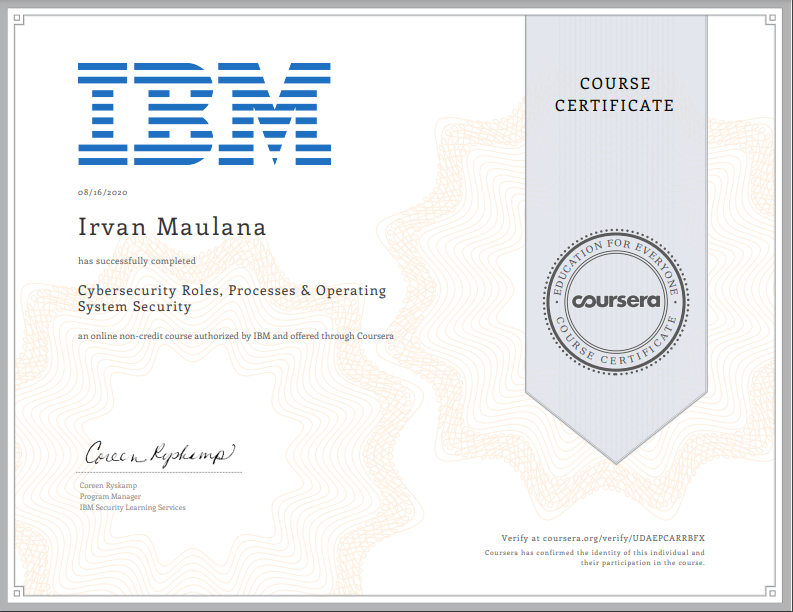 IBM
COURSE
CERTIFICATE
08/16/2020
Irvan Maulana
has successfully completed
Cybersecurity Roles, Processes & Operating
System Security
an online non-credit course authorized by IBM and offered through Coursera
EDUCATION FOR EVERYONE
coursera
COURSE CERTIFICATE
Coreen Ryskamp
Coreen Ryskamp
Program Manager
IBM Security Learning Services
Verify at coursera.org/verify/UDAEPCARRBFX
Coursera has confirmed the identity of this individual and
their participation in the course.